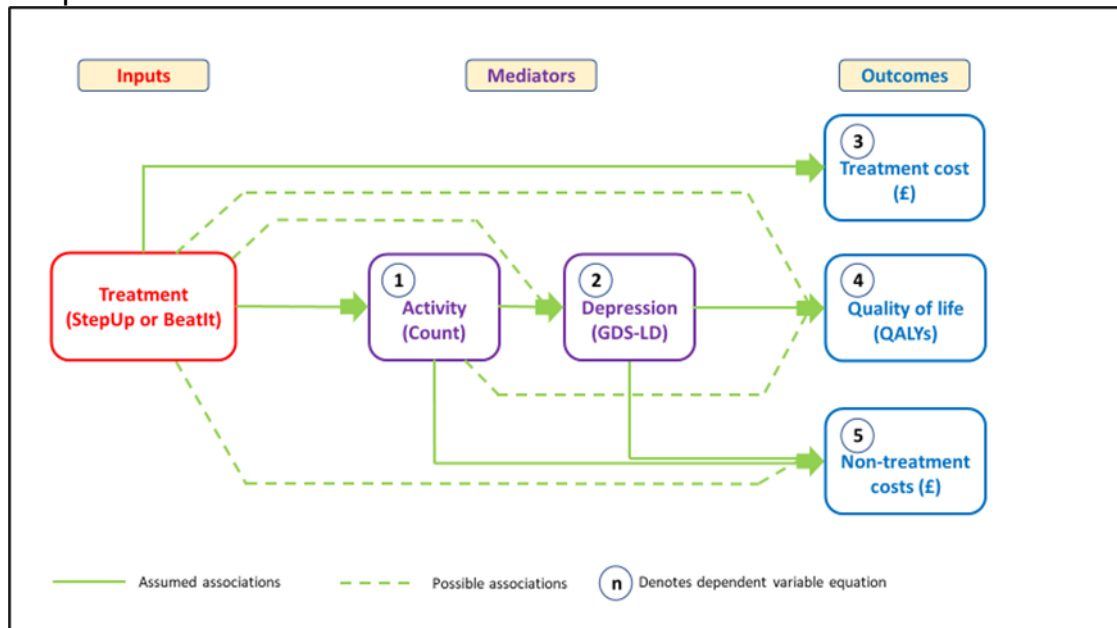 Inputs
Mediators
Outcomes
3
Treatment cost
(£)
Treatment
(StepUp or BeatIt)
1
Activity
(Count)
2
Depression
(GDS-LD)
4
Quality of life
(QALYs)
5
Non-treatment
costs (£)
Assumed associations
Possible associations
n
Denotes dependent variable equation